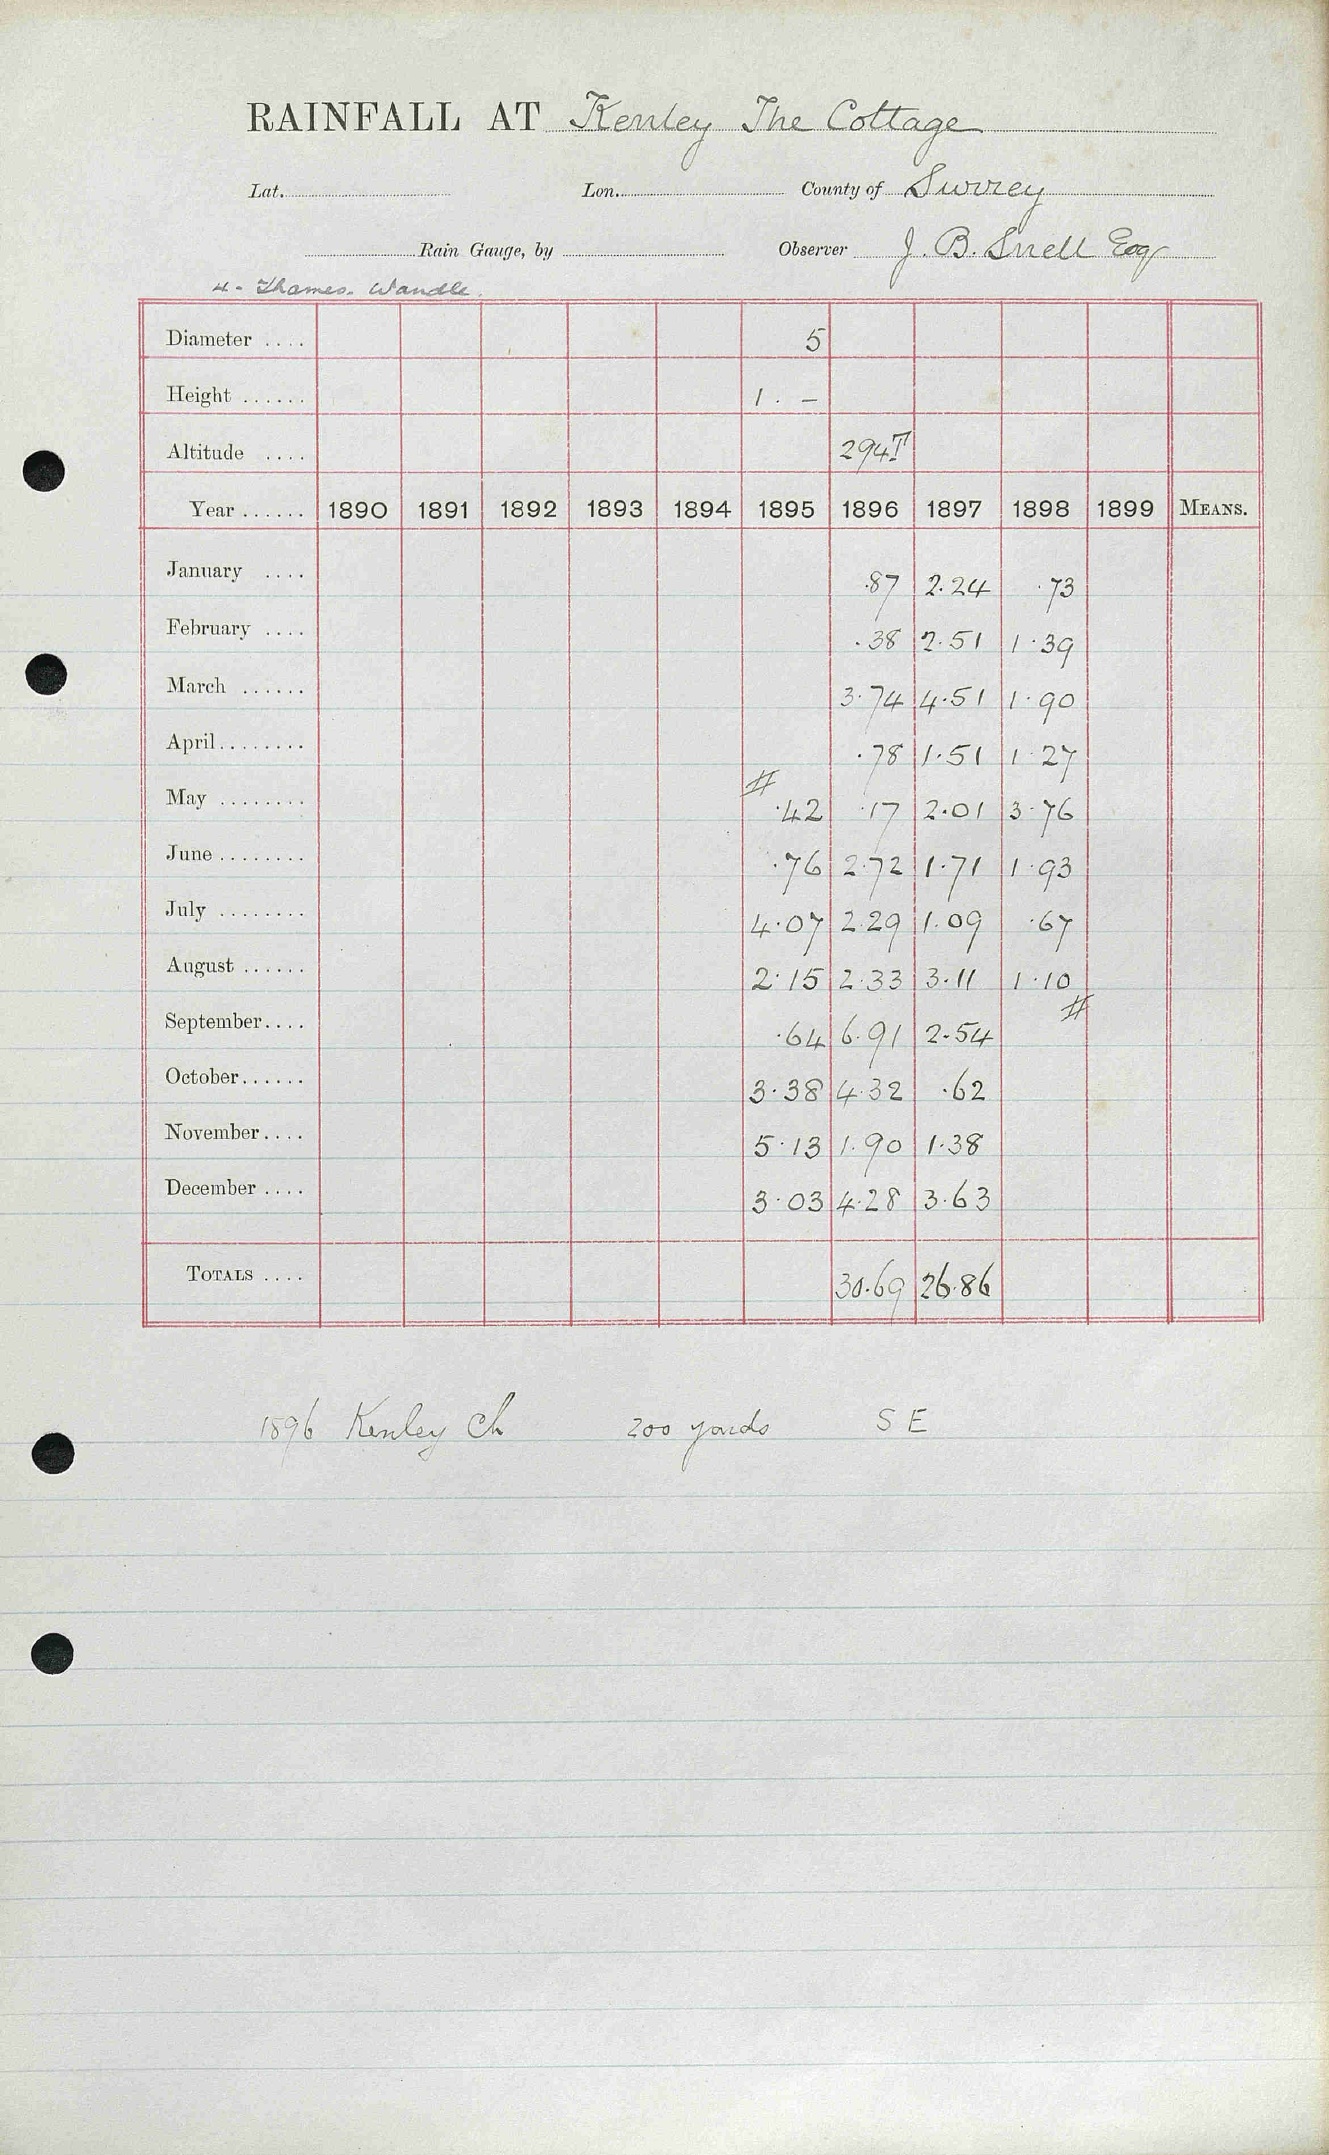 RAINFALL AT Kenley The Cottage
Lat. Lon. County of Surrey
Rain Gauge, by Observer J. B. Snell Esq
4 - Thames. Wandle.
Diameter .... 5
Height ...... 1 . –
Altitude .... 294 T
Year ...... 1890 1891 1892 1893 1894 1895 1896 1897 1898 1899 MEANS.
January .... .87 2.24 .73
February .... .38 2.51 1.39
March ...... 3.74 4.51 1.90
April ........ .78 1.51 1.27
May ........ # .42 .17 2.01 3.76
June ........ .76 2.72 1.71 1.93
July ........ 4.07 2.29 1.09 .67
August ...... 2.15 2.33 3.11 1.10 #
September .... .64 6.91 2.54
October ...... 3.38 4.32 .62
November .... 5.13 1.90 1.38
December .... 3.03 4.28 3.63
TOTALS .... 30.69 26.86
1896 Kenley Ch 200 yards S E